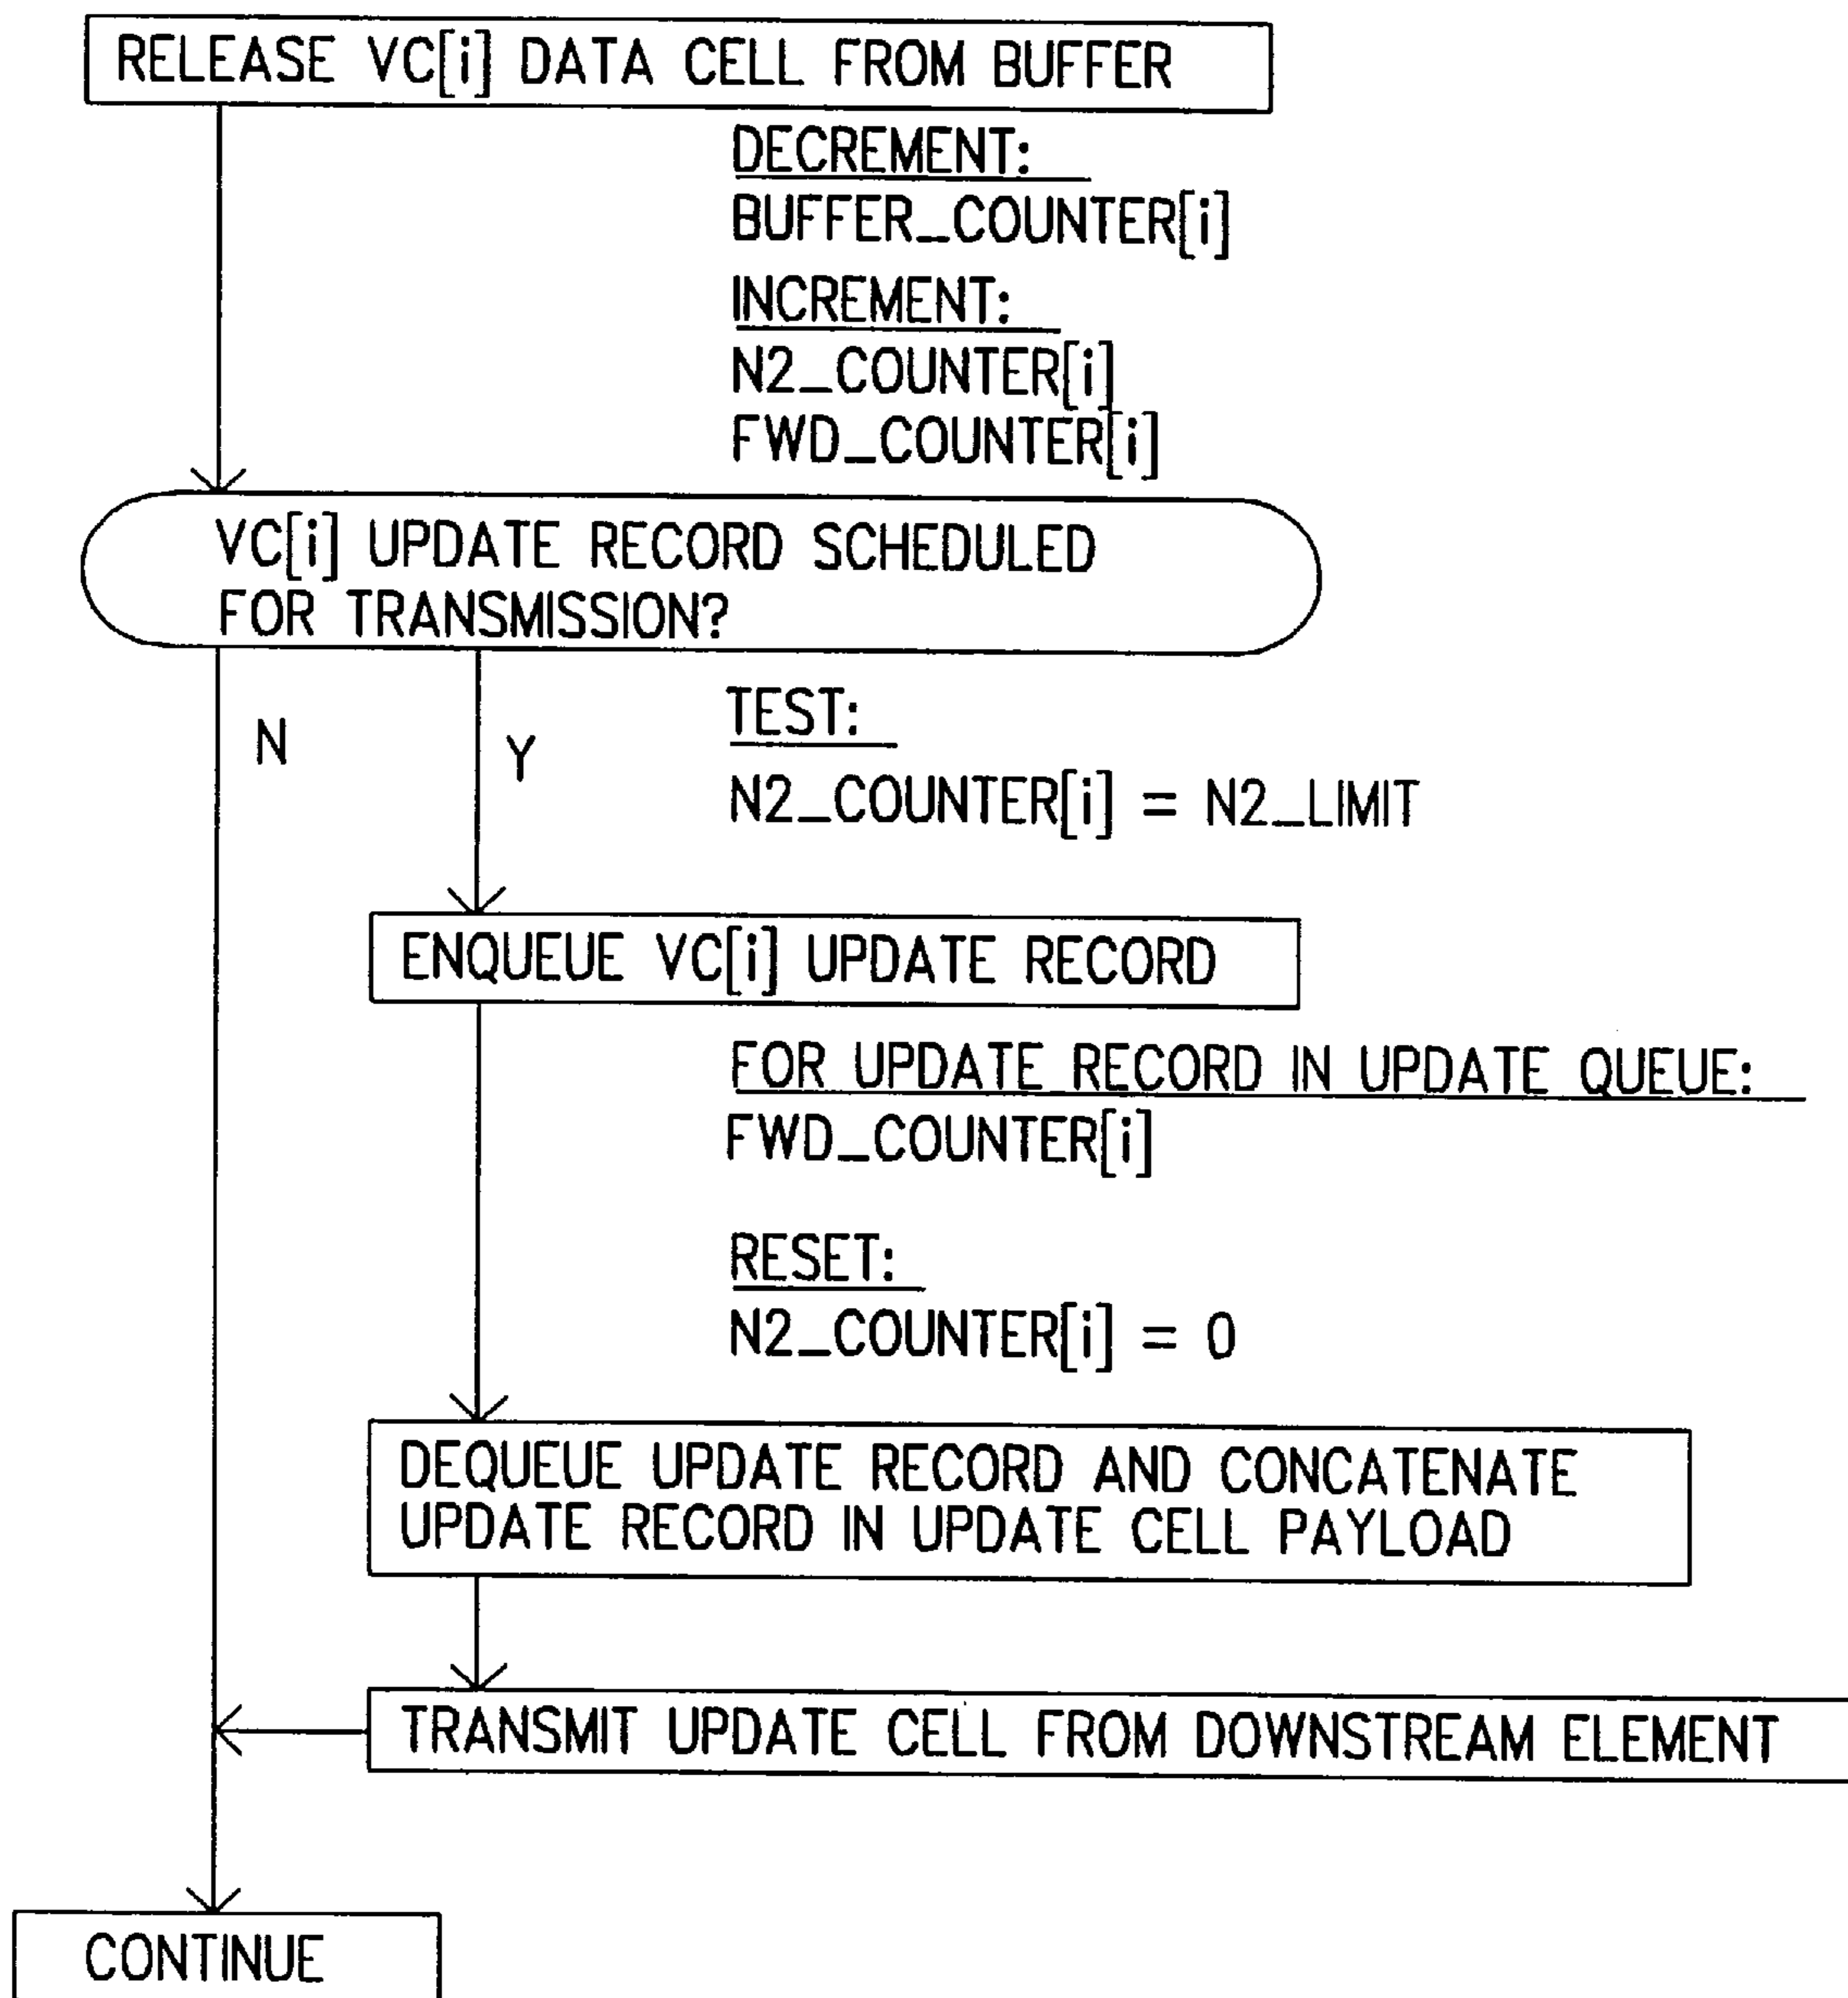 RELEASE VC[i] DATA CELL FROM BUFFER
DECREMENT:
BUFFER_COUNTER[i]
INCREMENT:
N2_COUNTER[i]
FWD_COUNTER[i]
VC[i] UPDATE RECORD SCHEDULED
FOR TRANSMISSION?
N
Y
TEST:
N2_COUNTER[i] = N2_LIMIT
ENQUEUE VC[i] UPDATE RECORD
FOR UPDATE RECORD IN UPDATE QUEUE:
FWD_COUNTER[i]
RESET:
N2_COUNTER[i] = 0
DEQUEUE UPDATE RECORD AND CONCATENATE
UPDATE RECORD IN UPDATE CELL PAYLOAD
TRANSMIT UPDATE CELL FROM DOWNSTREAM ELEMENT
CONTINUE